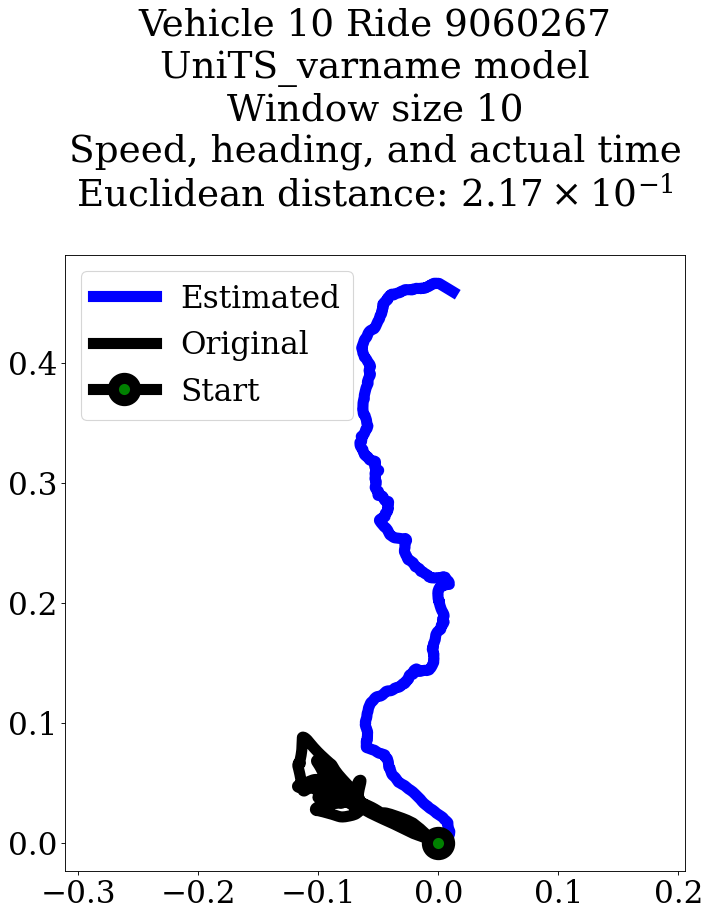 Vehicle 10 Ride 9060267
UniTS_varname model
Window size 10
Speed, heading, and actual time
Euclidean distance: 2.17 × 10⁻¹
Estimated
Original
Start
0.4
0.3
0.2
0.1
0.0
−0.3 −0.2 −0.1 0.0 0.1 0.2